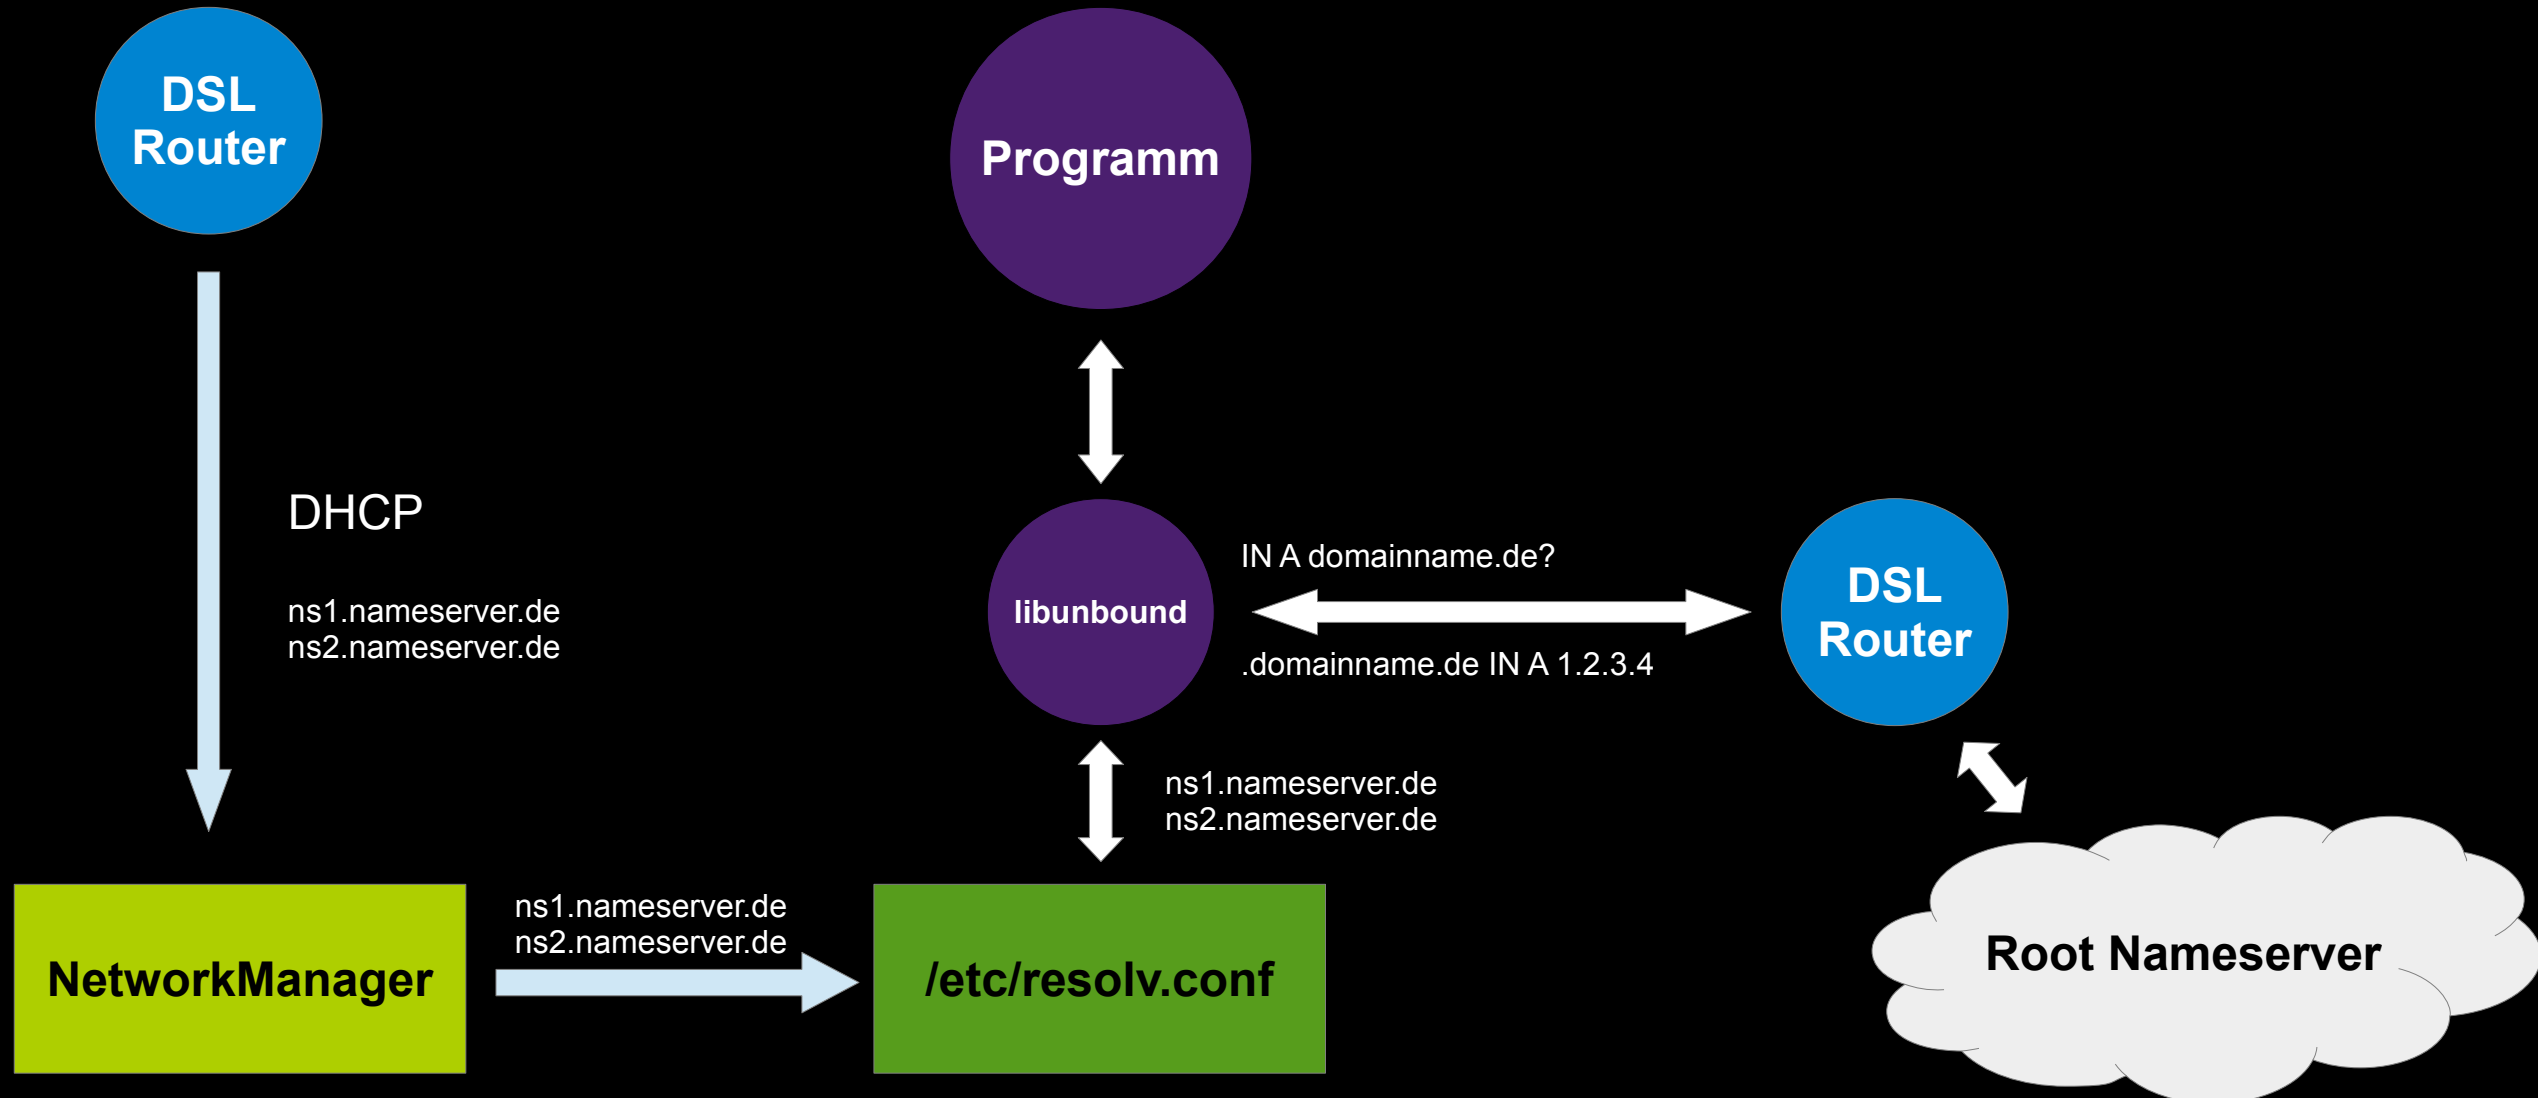 DSL
Router
Programm
DHCP
ns1.nameserver.de
ns2.nameserver.de
libunbound
IN A domainname.de?
.domainname.de IN A 1.2.3.4
DSL
Router
ns1.nameserver.de
ns2.nameserver.de
NetworkManager
ns1.nameserver.de
ns2.nameserver.de
/etc/resolv.conf
Root Nameserver